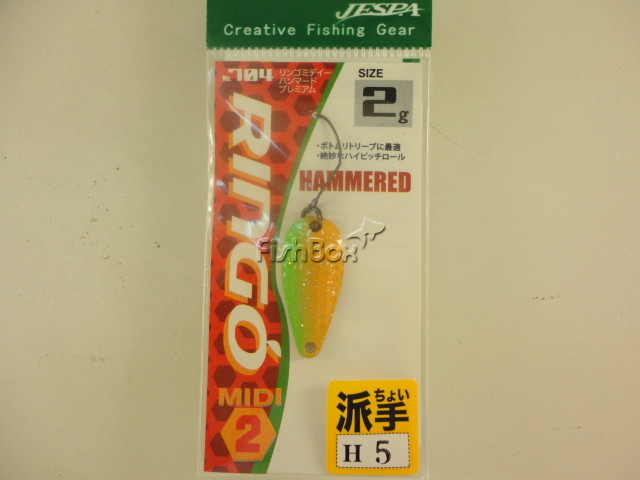 JESPA
Creative Fishing Gear
No.704
リンゴミディー
ハンマード
プレミアム
SIZE
2g
・ボトムリトリーブに最適
・絶妙なハイピッチロール
HAMMERED
RINGO
MIDI
2
FishBox
ちょい
派手
H 5